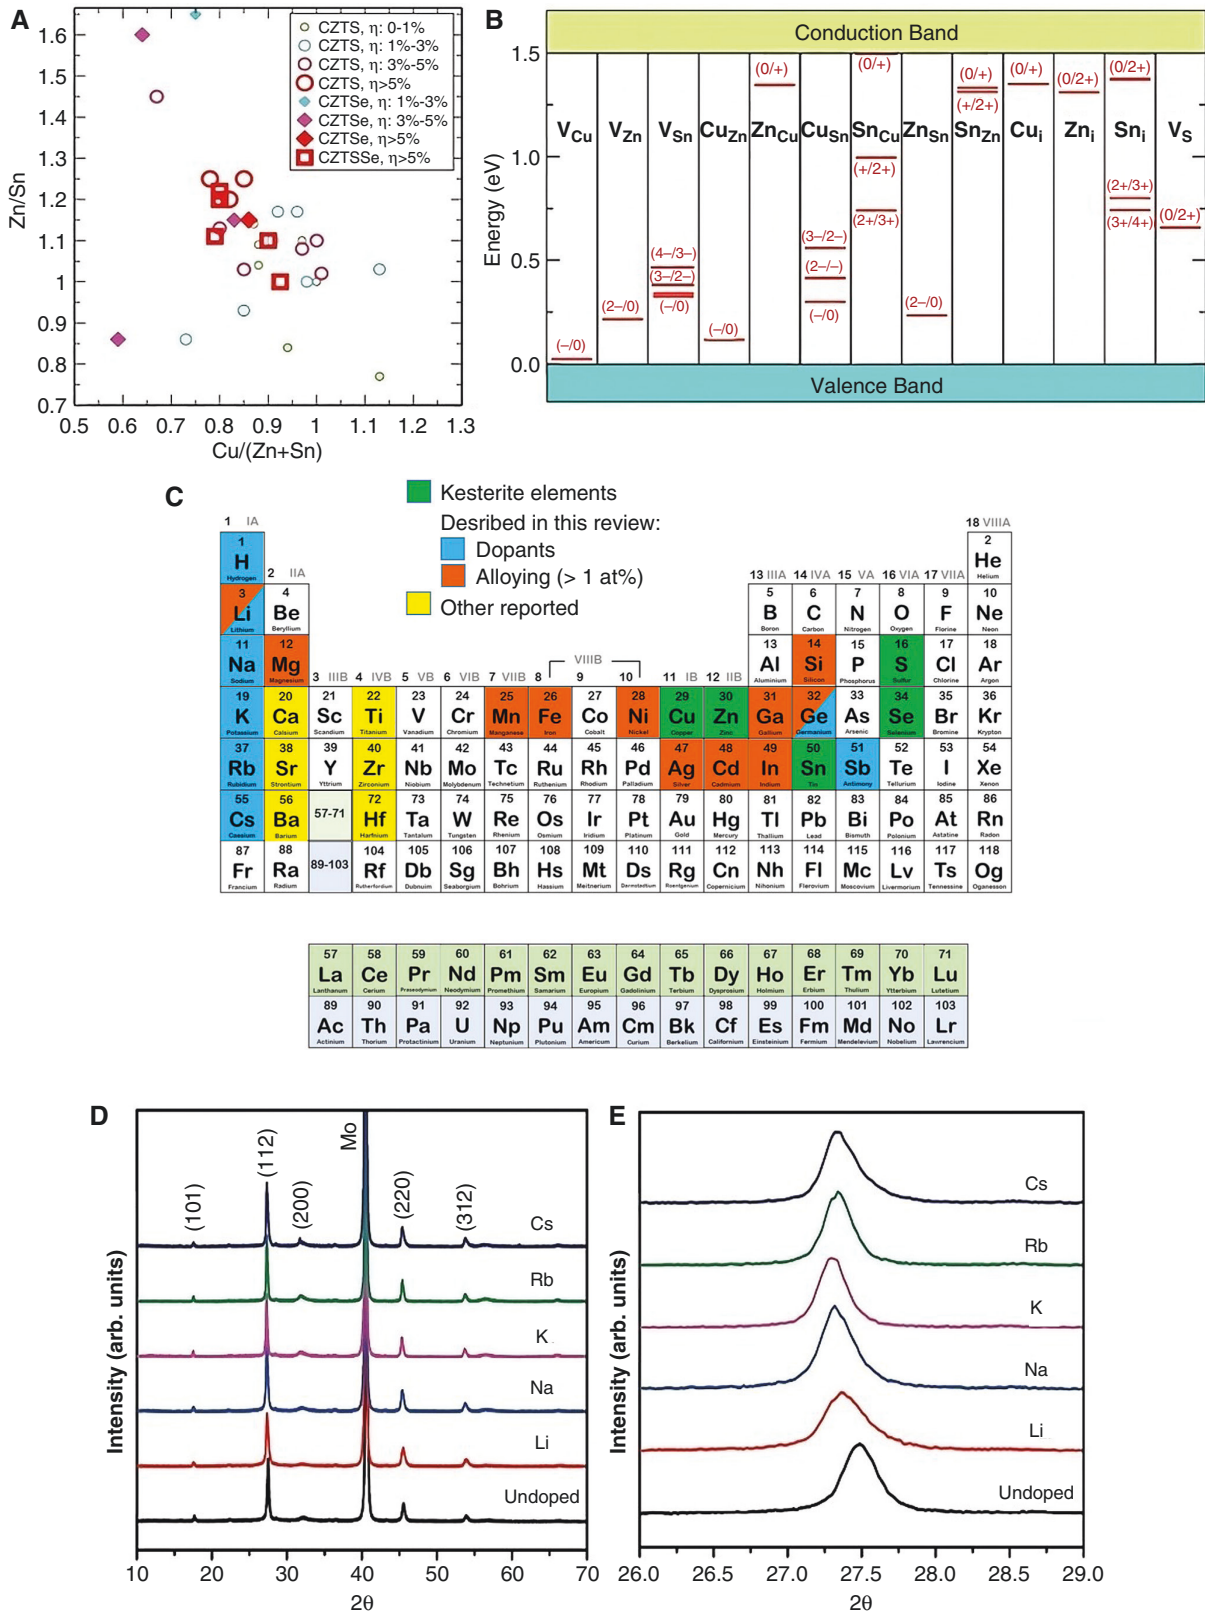 A
Zn/Sn
1.6
1.5
1.4
1.3
1.2
1.1
1
0.9
0.8
0.7
0.5 0.6 0.7 0.8 0.9 1 1.1 1.2 1.3
Cu/(Zn+Sn)
CZTS, η: 0-1%
CZTS, η: 1%-3%
CZTS, η: 3%-5%
CZTS, η>5%
CZTSe, η: 1%-3%
CZTSe, η: 3%-5%
CZTSe, η>5%
CZTSSe, η>5%
B
Conduction Band
Energy (eV)
1.5
1.0
0.5
0.0
V_Cu V_Zn V_Sn Cu_Zn Zn_Cu Cu_Sn Sn_Cu Zn_Sn Sn_Zn Cu_i Zn_i Sn_i V_S
(–/0)
(2–/0)
(4–/3–)
(3–/2–)
(–/0)
(–/0)
(0/+)
(3–/2–)
(2–/–)
(–/0)
(0/+)
(+/2+)
(2+/3+)
(2–/0)
(0/+)
(+/2+)
(0/+)
(0/2+)
(0/2+)
(2+/3+)
(3+/4+)
(0/2+)
Valence Band
C
Kesterite elements
Desribed in this review:
Dopants
Alloying (> 1 at%)
Other reported
1 IA
18 VIIIA
1 H Hydrogen
2 He Helium
2 IIA
13 IIIA 14 IVA 15 VA 16 VIA 17 VIIA
3 Li Lithium
4 Be Beryllium
5 B Boron
6 C Carbon
7 N Nitrogen
8 O Oxygen
9 F Florine
10 Ne Neon
11 Na Sodium
12 Mg Magnesium
3 IIIB 4 IVB 5 VB 6 VIB 7 VIIB 8 VIIIB 9 10 11 IB 12 IIB
13 Al Aluminium
14 Si Silicon
15 P Phosphorus
16 S Sulfur
17 Cl Chlorine
18 Ar Argon
19 K Potassium
20 Ca Calcium
21 Sc Scandium
22 Ti Titanium
23 V Vanadium
24 Cr Chromium
25 Mn Manganese
26 Fe Iron
27 Co Cobalt
28 Ni Nickel
29 Cu Copper
30 Zn Zinc
31 Ga Gallium
32 Ge Germanium
33 As Arsenic
34 Se Selenium
35 Br Bromine
36 Kr Krypton
37 Rb Rubidium
38 Sr Strontium
39 Y Yttrium
40 Zr Zirconium
41 Nb Niobium
42 Mo Molybdenum
43 Tc Technetium
44 Ru Ruthenium
45 Rh Rhodium
46 Pd Palladium
47 Ag Silver
48 Cd Cadmium
49 In Indium
50 Sn Tin
51 Sb Antimony
52 Te Tellurium
53 I Iodine
54 Xe Xenon
55 Cs Caesium
56 Ba Barium
57-71
72 Hf Hafnium
73 Ta Tantalum
74 W Tungsten
75 Re Rhenium
76 Os Osmium
77 Ir Iridium
78 Pt Platinum
79 Au Gold
80 Hg Mercury
81 Tl Thallium
82 Pb Lead
83 Bi Bismuth
84 Po Polonium
85 At Astatine
86 Rn Radon
87 Fr Francium
88 Ra Radium
89-103
104 Rf Rutherfordium
105 Db Dubnium
106 Sg Seaborgium
107 Bh Bohrium
108 Hs Hassium
109 Mt Meitnerium
110 Ds Darmstadtium
111 Rg Roentgenium
112 Cn Copernicium
113 Nh Nihonium
114 Fl Flerovium
115 Mc Moscovium
116 Lv Livermorium
117 Ts Tennessine
118 Og Oganesson
57 La Lanthanum
58 Ce Cerium
59 Pr Praseodymium
60 Nd Neodymium
61 Pm Promethium
62 Sm Samarium
63 Eu Europium
64 Gd Gadolinium
65 Tb Terbium
66 Dy Dysprosium
67 Ho Holmium
68 Er Erbium
69 Tm Thulium
70 Yb Ytterbium
71 Lu Lutetium
89 Ac Actinium
90 Th Thorium
91 Pa Protactinium
92 U Uranium
93 Np Neptunium
94 Pu Plutonium
95 Am Americum
96 Cm Curium
97 Bk Berkelium
98 Cf Californium
99 Es Einsteinium
100 Fm Fermium
101 Md Mendelevium
102 No Nobelium
103 Lr Lawrencium
D
Intensity (arb. units)
(101)
(112)
(200)
Mo
(220)
(312)
Cs
Rb
K
Na
Li
Undoped
10 20 30 40 50 60 70
2θ
E
Intensity (arb. units)
Cs
Rb
K
Na
Li
Undoped
26.0 26.5 27.0 27.5 28.0 28.5 29.0
2θ